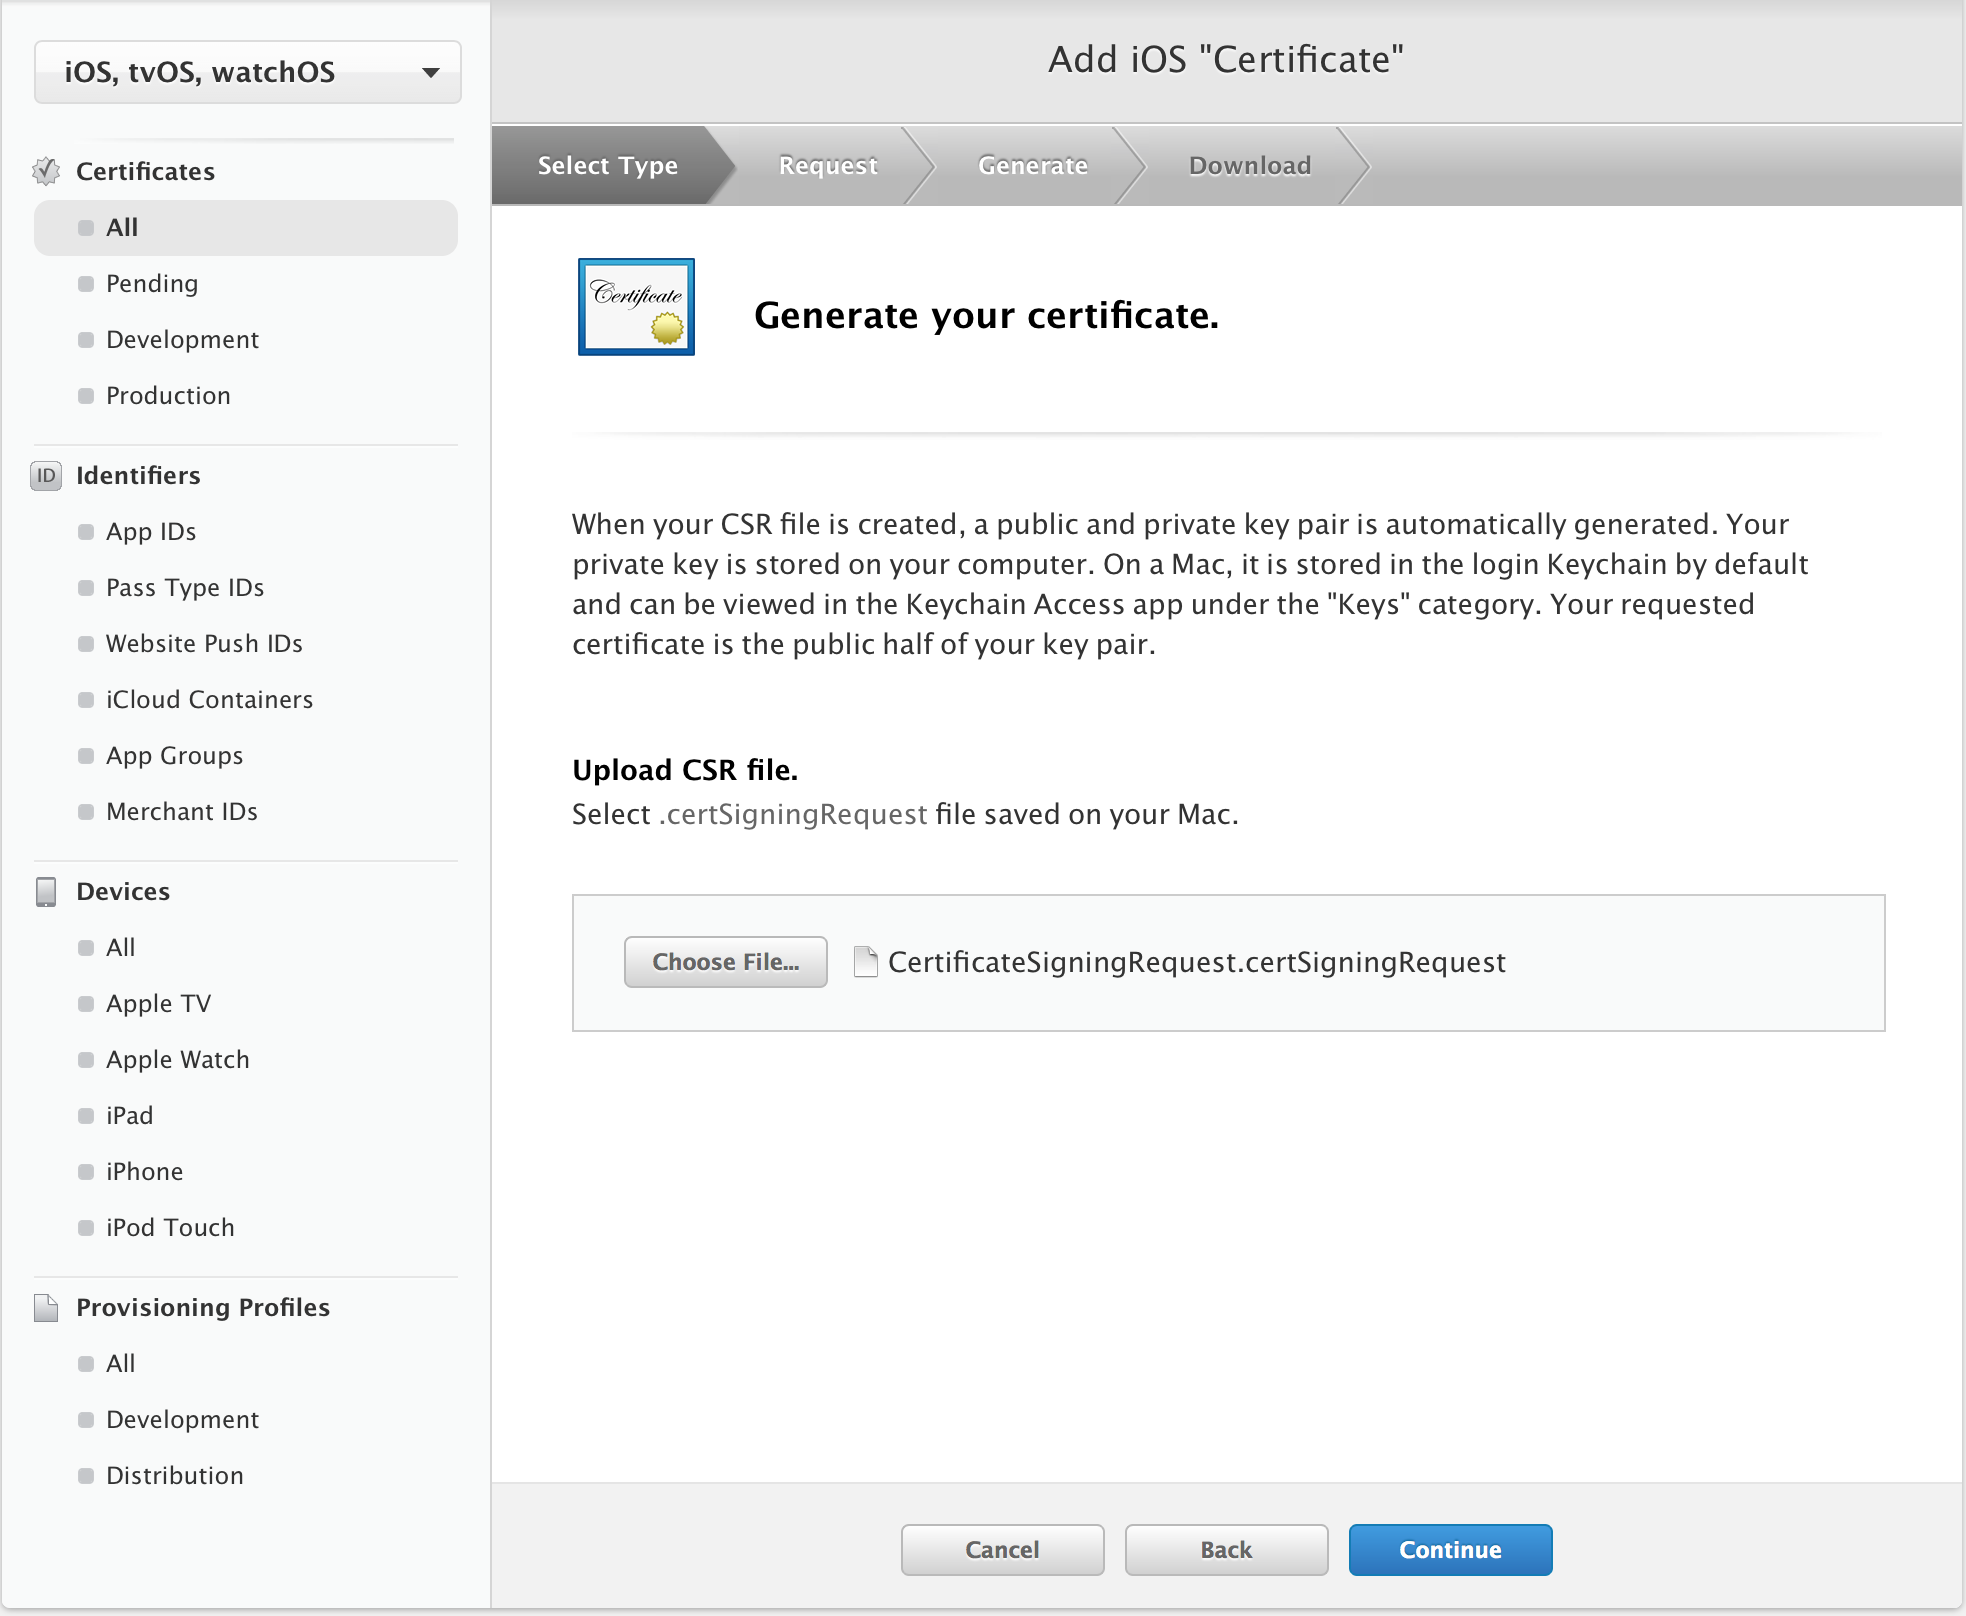 iOS, tvOS, watchOS
Certificates
All
Pending
Development
Production
ID
Identifiers
App IDs
Pass Type IDs
Website Push IDs
iCloud Containers
App Groups
Merchant IDs
Devices
All
Apple TV
Apple Watch
iPad
iPhone
iPod Touch
Provisioning Profiles
All
Development
Distribution
Add iOS "Certificate"
Select Type
Request
Generate
Download
Certificate
Generate your certificate.
When your CSR file is created, a public and private key pair is automatically generated. Your
private key is stored on your computer. On a Mac, it is stored in the login Keychain by default
and can be viewed in the Keychain Access app under the "Keys" category. Your requested
certificate is the public half of your key pair.
Upload CSR file.
Select .certSigningRequest file saved on your Mac.
Choose File...
CertificateSigningRequest.certSigningRequest
Cancel
Back
Continue